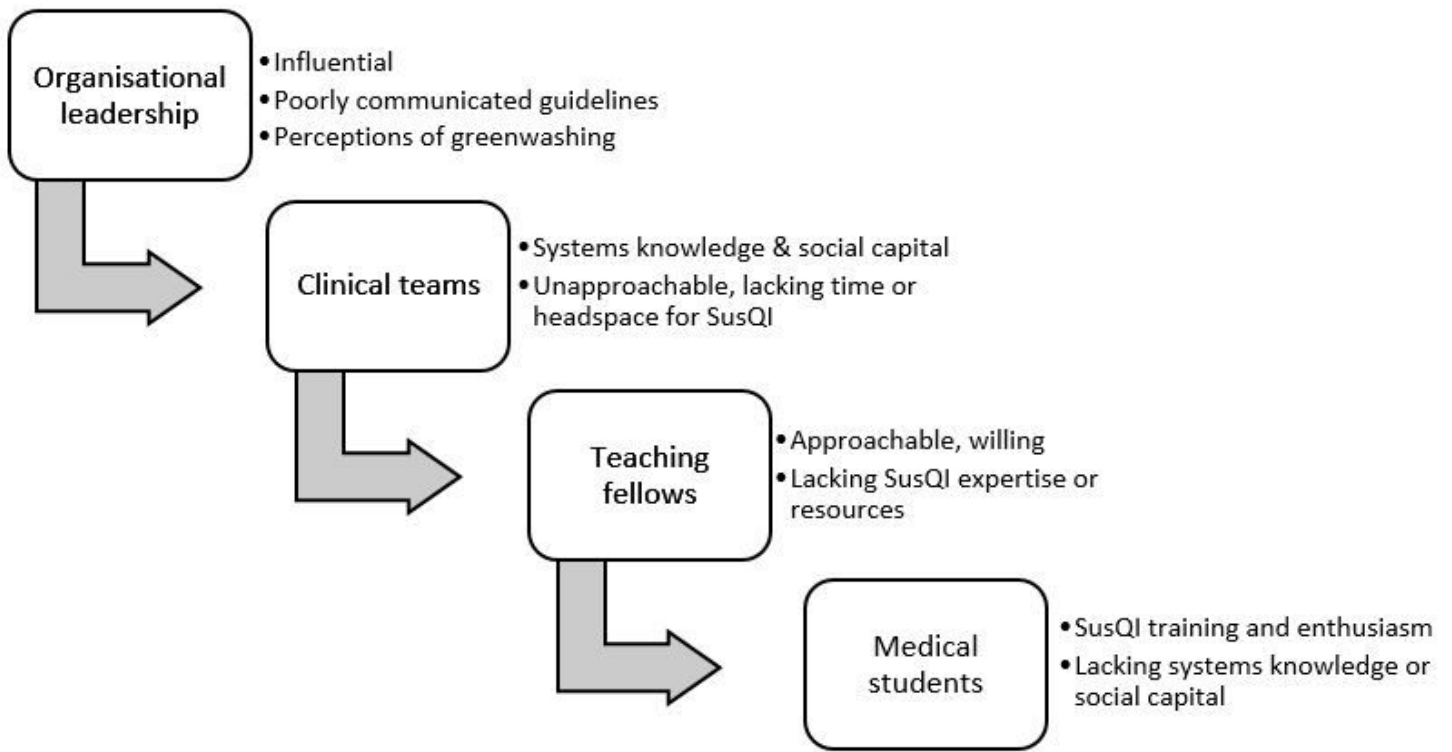 Organisational
leadership
•Influential
•Poorly communicated guidelines
•Perceptions of greenwashing
Clinical teams
•Systems knowledge & social capital
•Unapproachable, lacking time or
headspace for SusQI
Teaching
fellows
•Approachable, willing
•Lacking SusQI expertise or
resources
Medical
students
•SusQI training and enthusiasm
•Lacking systems knowledge or
social capital